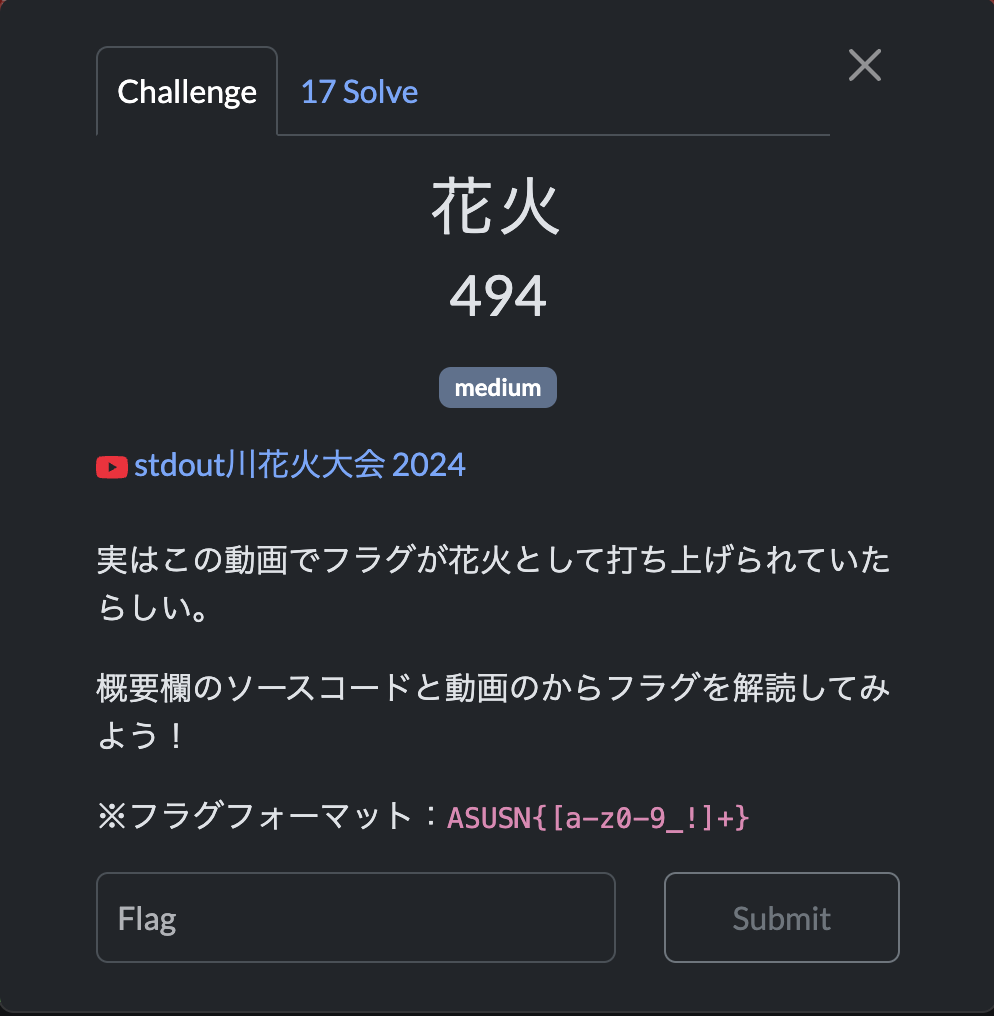 Challenge
17 Solve
花火
494
medium
stdout川花火大会 2024
実はこの動画でフラグが花火として打ち上げられていた
らしい。
概要欄のソースコードと動画のからフラグを解読してみ
よう！
※フラグフォーマット：ASUSN{[a-z0-9_!]+}
Flag
Submit